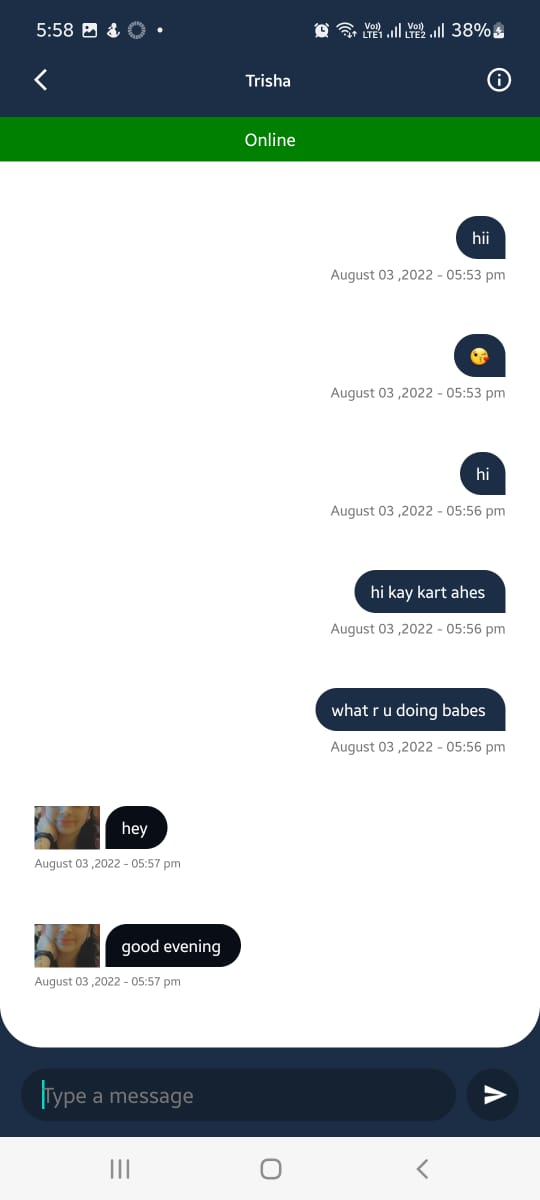 5:58 Vo)) LTE1 Vo)) LTE2 38%
Trisha
Online
hii
August 03 ,2022 - 05:53 pm
😘
August 03 ,2022 - 05:53 pm
hi
August 03 ,2022 - 05:56 pm
hi kay kart ahes
August 03 ,2022 - 05:56 pm
what r u doing babes
August 03 ,2022 - 05:56 pm
hey
August 03 ,2022 - 05:57 pm
good evening
August 03 ,2022 - 05:57 pm
Type a message